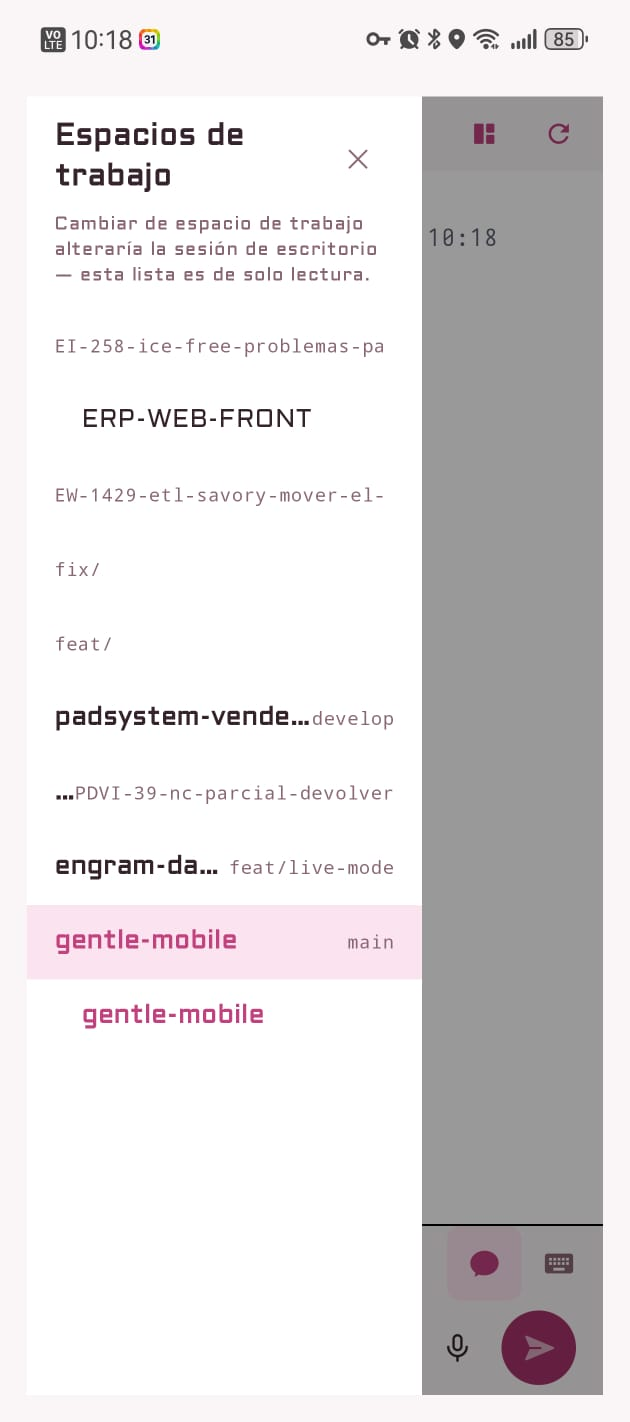 VO
LTE 10:18 31 85
Espacios de
trabajo
Cambiar de espacio de trabajo
alteraría la sesión de escritorio
— esta lista es de solo lectura.
10:18
EI-258-ice-free-problemas-pa
ERP-WEB-FRONT
EW-1429-etl-savory-mover-el-
fix/
feat/
padsystem-vende… develop
…PDVI-39-nc-parcial-devolver
engram-da… feat/live-mode
gentle-mobile main
gentle-mobile